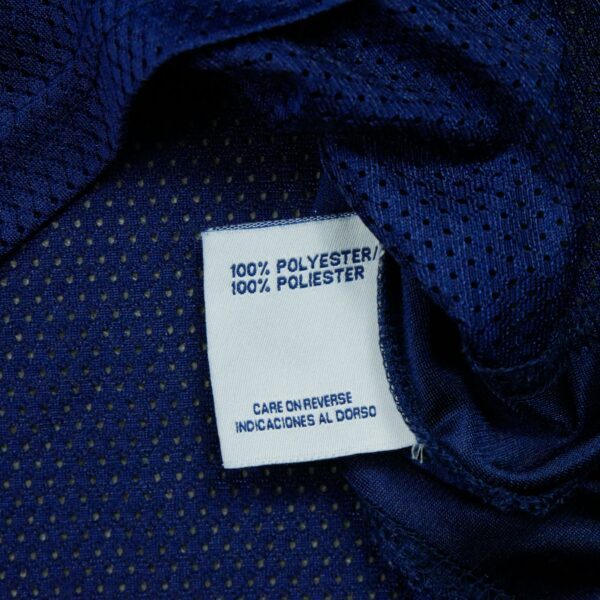 100% POLYESTER/
100% POLIESTER
CARE ON REVERSE
INDICACIONES AL DORSO